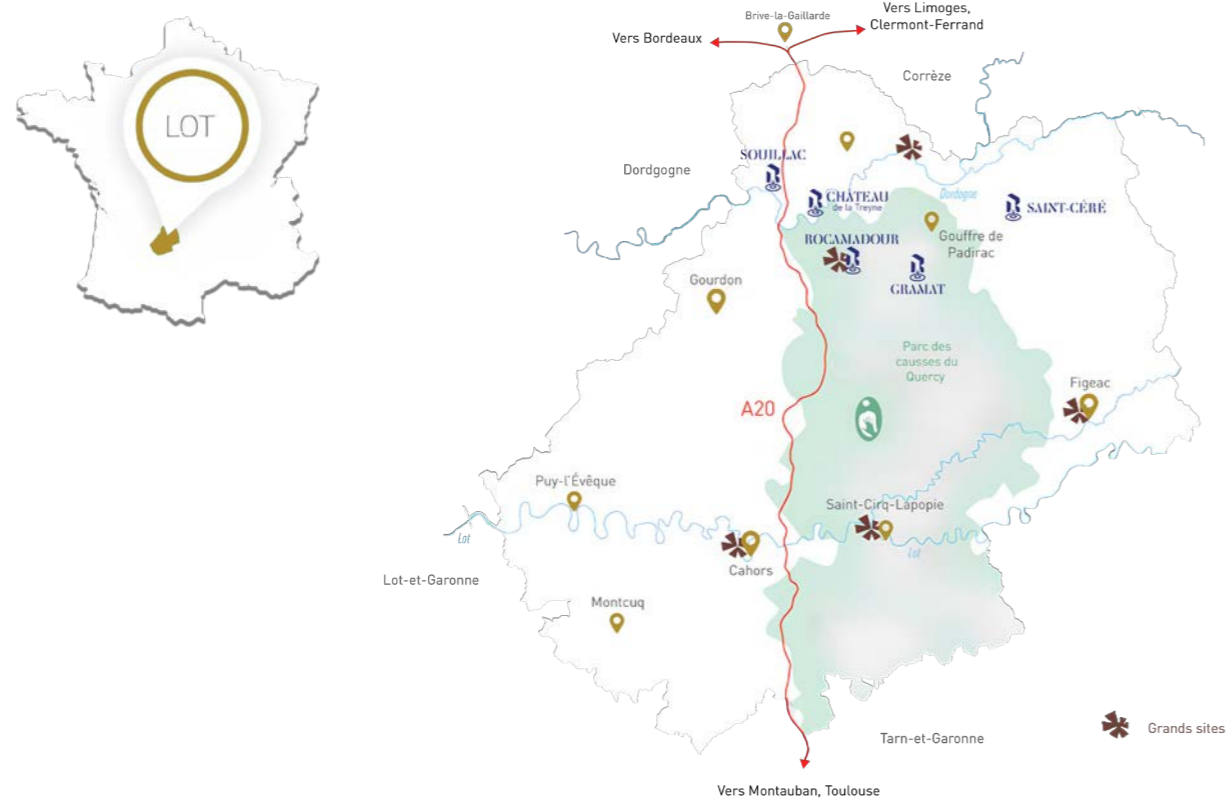 LOT
Brive-la-Gaillarde
Vers Limoges,
Clermont-Ferrand
Vers Bordeaux
Corrèze
SOUILLAC
Dordgogne
CHÂTEAU
de la Treyne
Dordogne
SAINT-CÉRÉ
ROCAMADOUR
Gouffre de
Padirac
GRAMAT
Gourdon
Parc des
causses du
Quercy
Figeac
A20
Puy-l'Évêque
Saint-Cirq-Lapopie
Lot
Lot
Cahors
Lot-et-Garonne
Montcuq
Grands sites
Tarn-et-Garonne
Vers Montauban, Toulouse